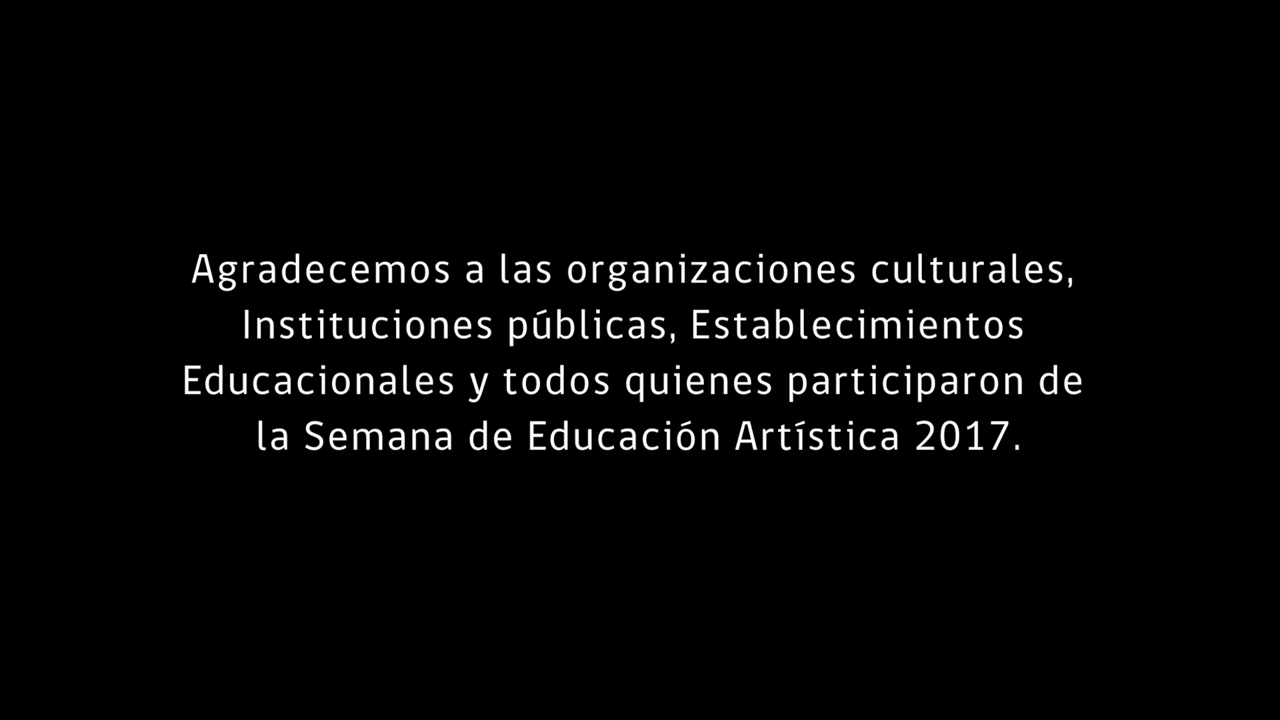 Agradecemos a las organizaciones culturales,
Instituciones públicas, Establecimientos
Educacionales y todos quienes participaron de
la Semana de Educación Artística 2017.